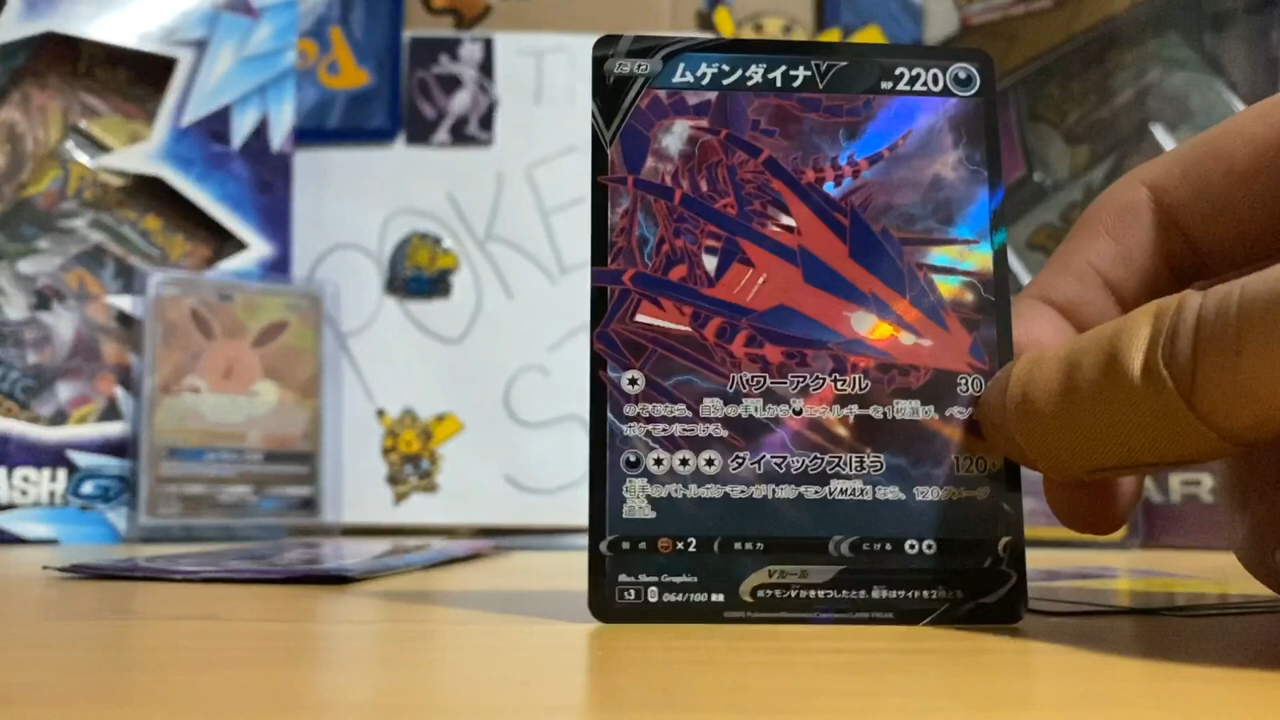 たね ムゲンダイナV HP220
パワーアクセル 30
のぞむなら、自分の手札からエネルギーを1枚選び、ベン
ポケモンにつける。
ダイマックスほう 120+
相手のバトルポケモンが「ポケモンVMAX」なら、120ダメージ
追加。
弱点 ×2 抵抗力 にげる
Illus. Shen Graphics
Vルール
s3 D 064/100 RR
ポケモンVがきぜつしたとき、相手はサイドを2枚とる
POKE
ASH
AR